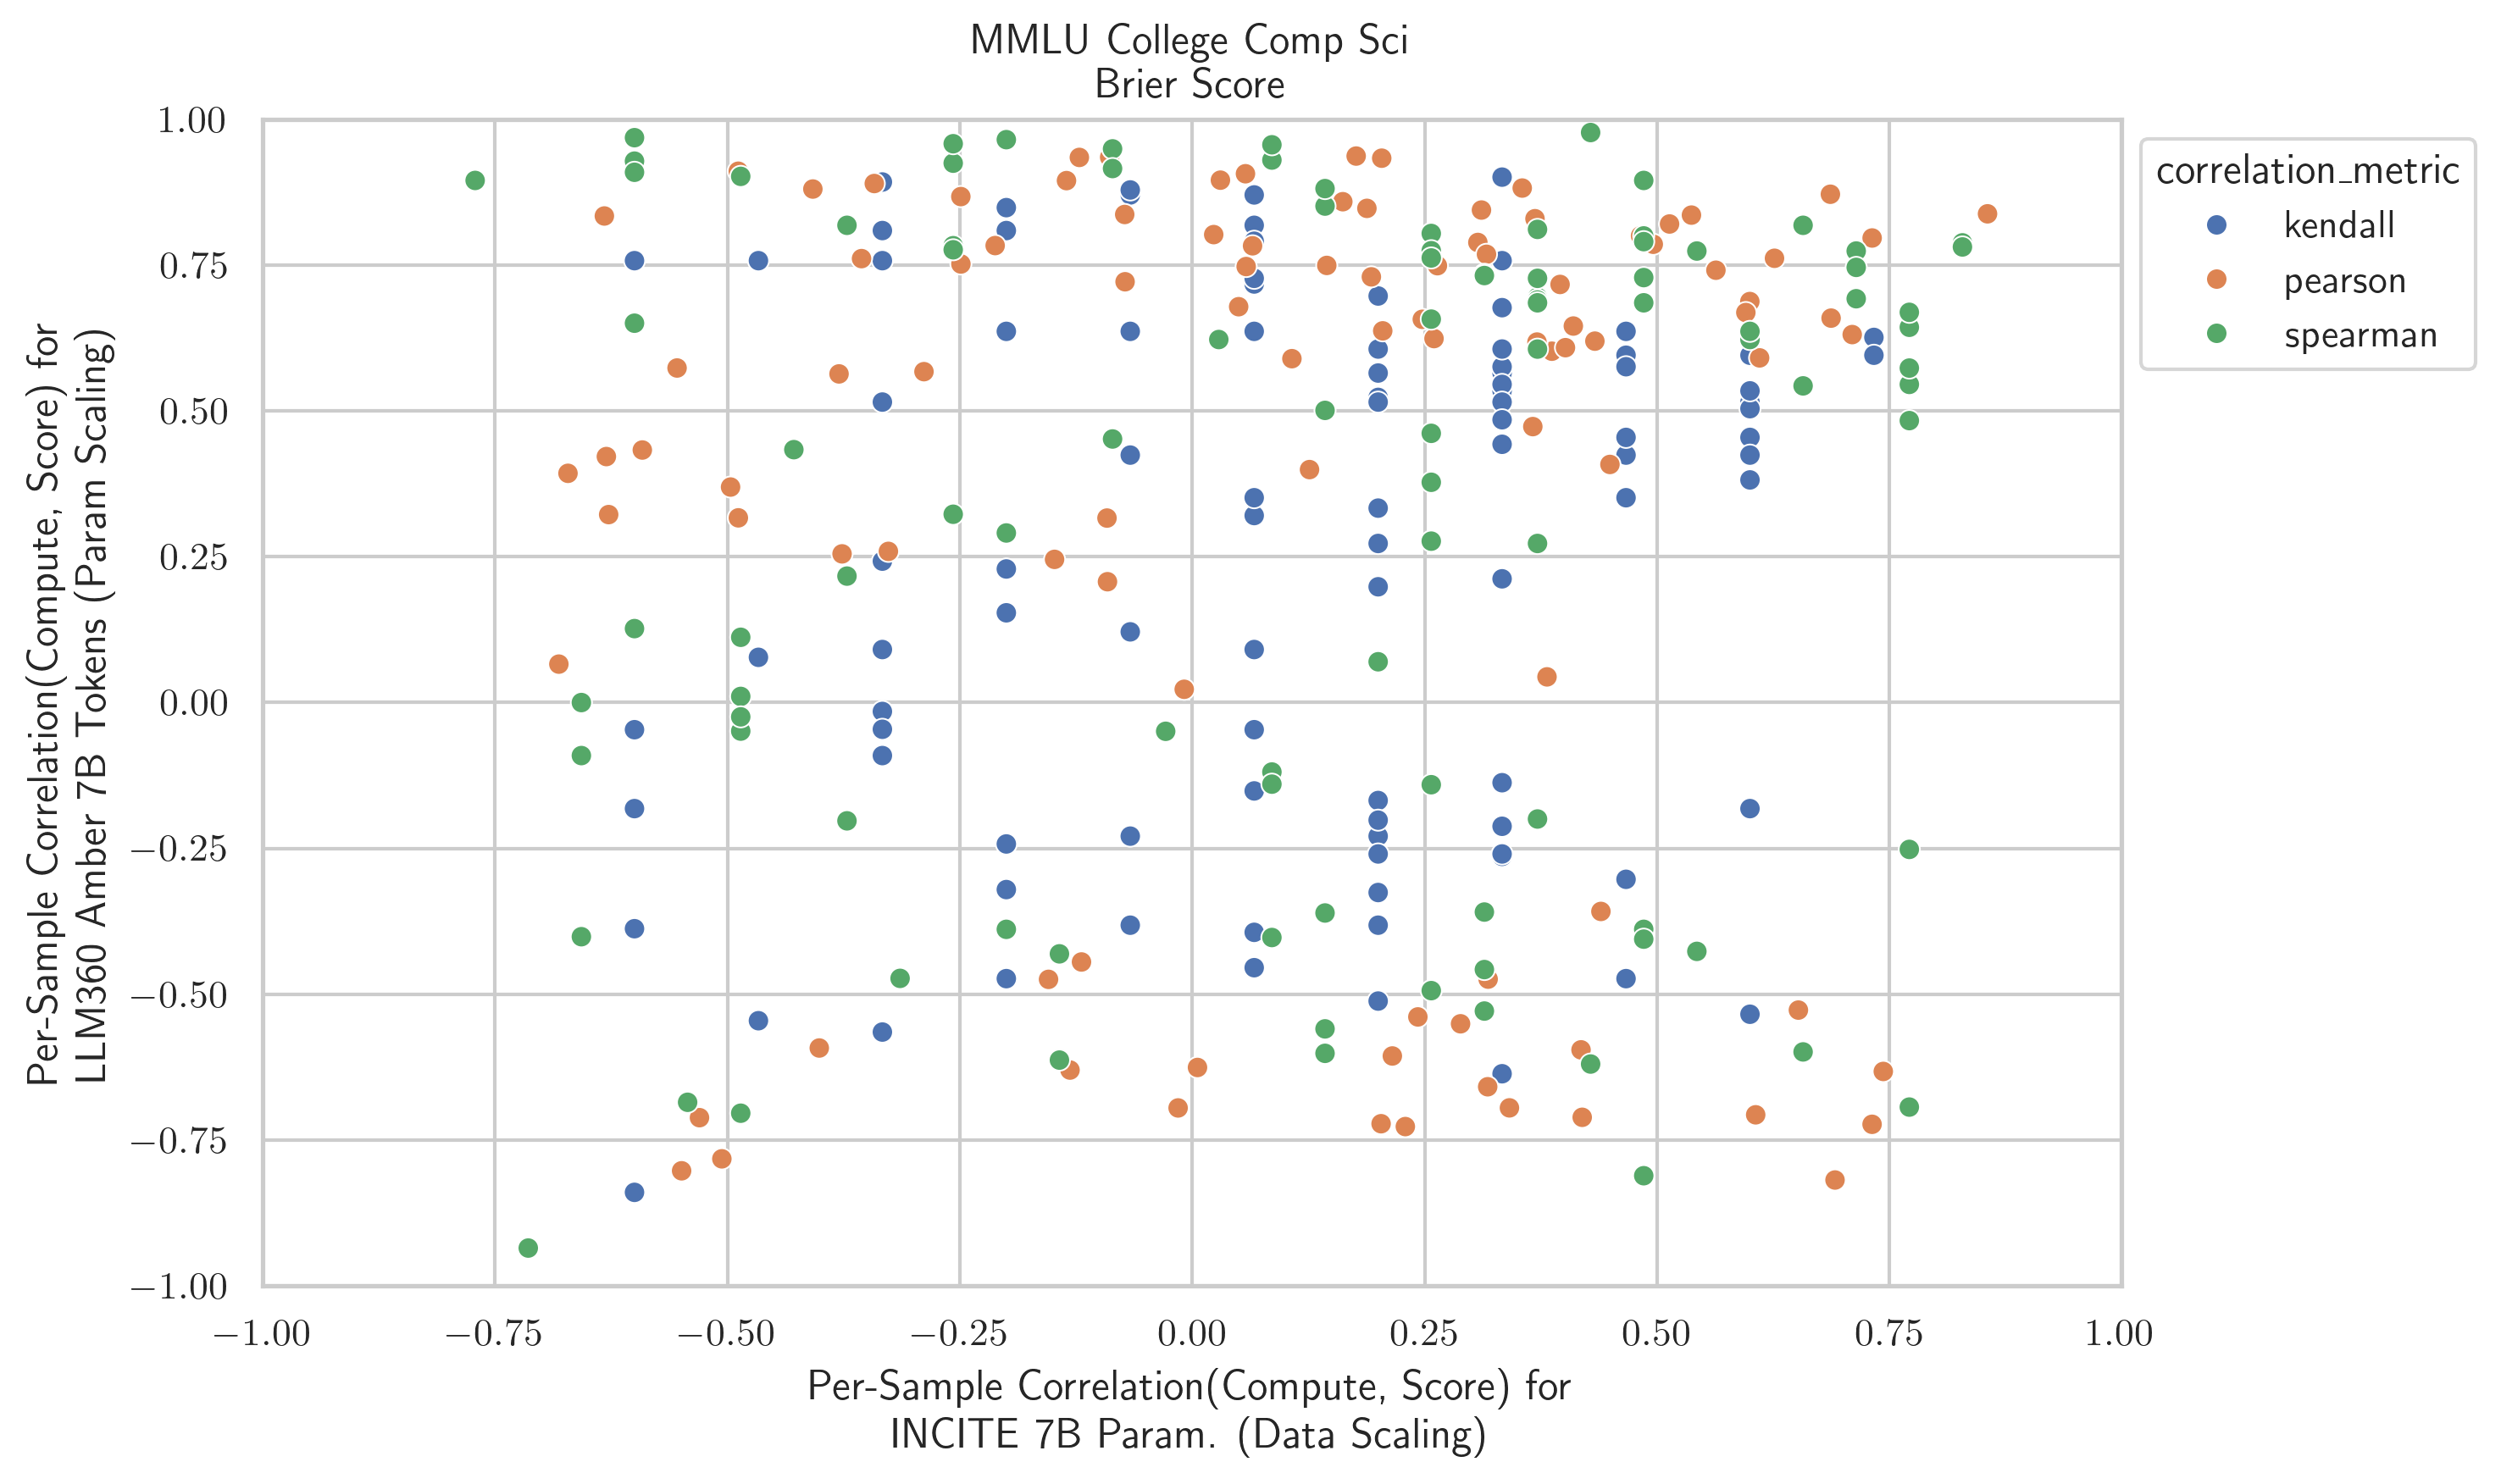 MMLU College Comp Sci
Brier Score
Per-Sample Correlation(Compute, Score) for
LLM360 Amber 7B Tokens (Param Scaling)
1.00
0.75
0.50
0.25
0.00
−0.25
−0.50
−0.75
−1.00
−1.00 −0.75 −0.50 −0.25 0.00 0.25 0.50 0.75 1.00
Per-Sample Correlation(Compute, Score) for
INCITE 7B Param. (Data Scaling)
correlation_metric
kendall
pearson
spearman